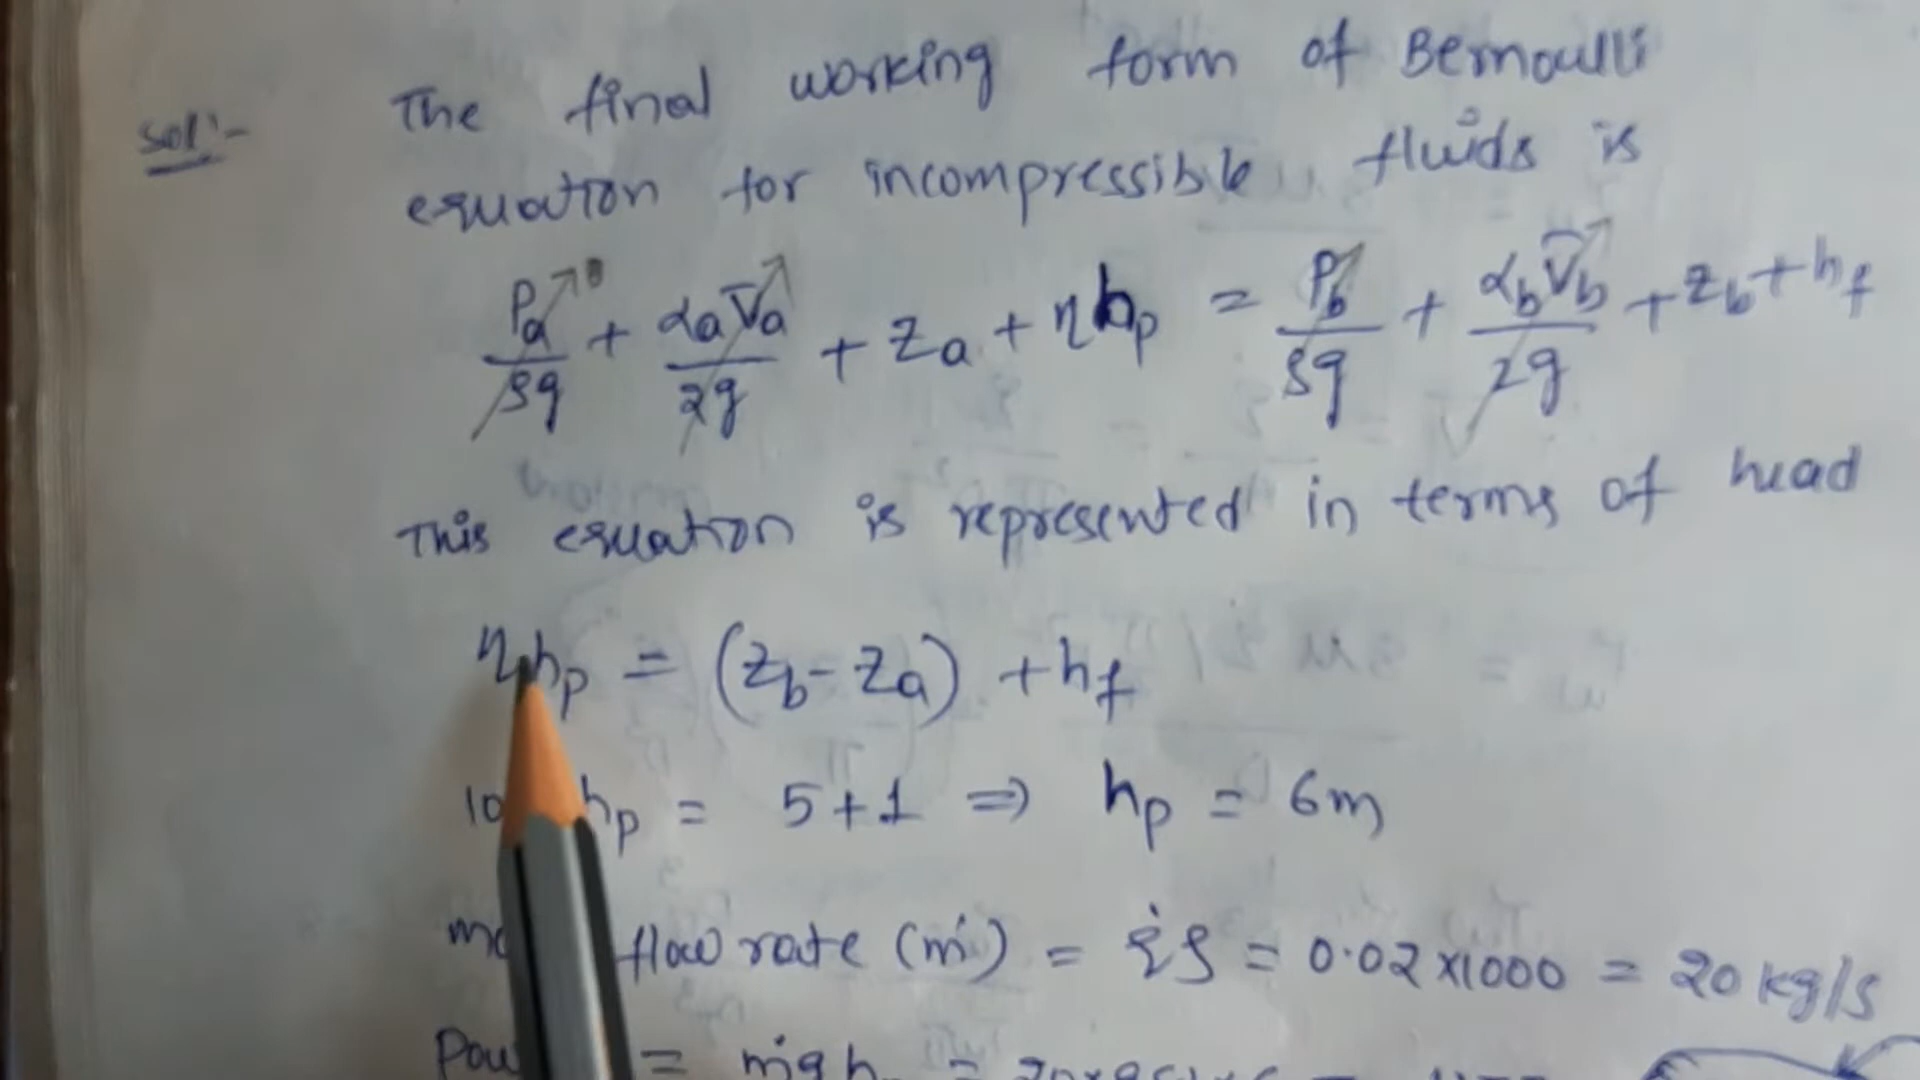 Sol:-
The final working form of Bernoulli
equation for incompressible fluids is
Pa/ρg + αaV̅a/2g + Za + ηhp = Pb/ρg + αbV̅b/2g + Zb + hf
This equation is represented in terms of head
ηhp = (Zb - Za) + hf
hp = 5+1 ⇒ hp = 6m
flow rate (ṁ) = ρ = 0.02 x 1000 = 20 kg/s
= ṁg